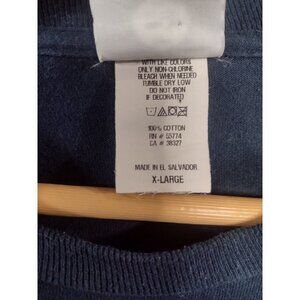 WITH LIKE COLORS
ONLY NON-CHLORINE
BLEACH WHEN NEEDED
TUMBLE DRY LOW
DO NOT IRON
IF DECORATED
100% COTTON
RN # 55774
CA # 38327
MADE IN EL SALVADOR
X-LARGE